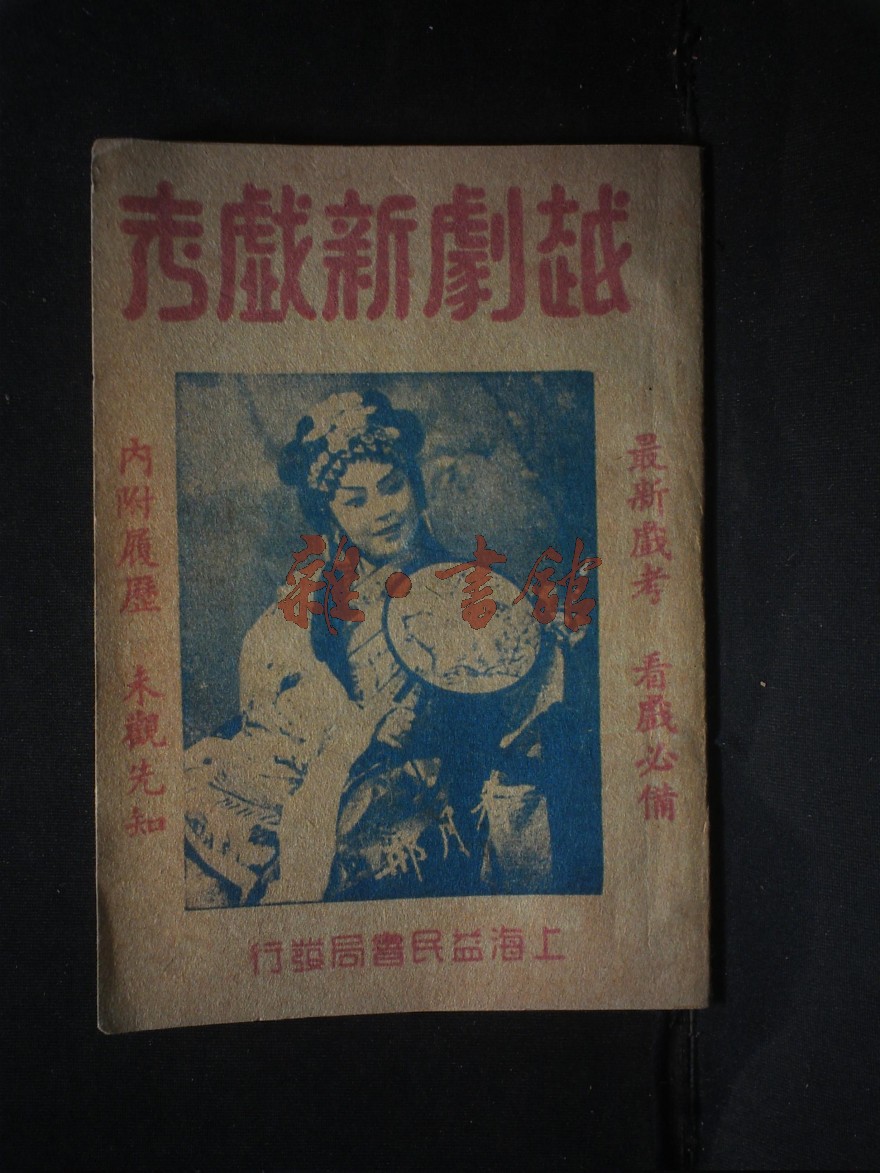 越劇新戲考
最新戲考 看戲必備
內附履歷 未觀先知
雜·書館
月
上海益民書局發行